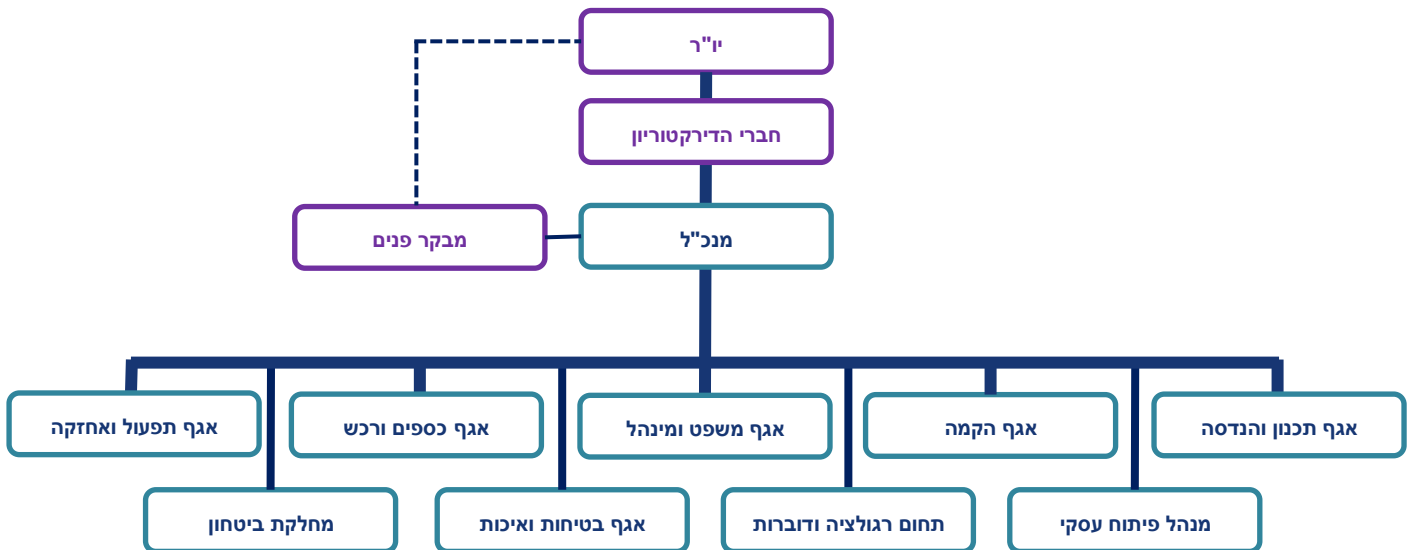 יו"ר
חברי הדירקטוריון
מנכ"ל
מבקר פנים
אגף תכנון והנדסה
אגף הקמה
אגף משפט ומינהל
אגף כספים ורכש
אגף תפעול ואחזקה
מנהל פיתוח עסקי
תחום רגולציה ודוברות
אגף בטיחות ואיכות
מחלקת ביטחון